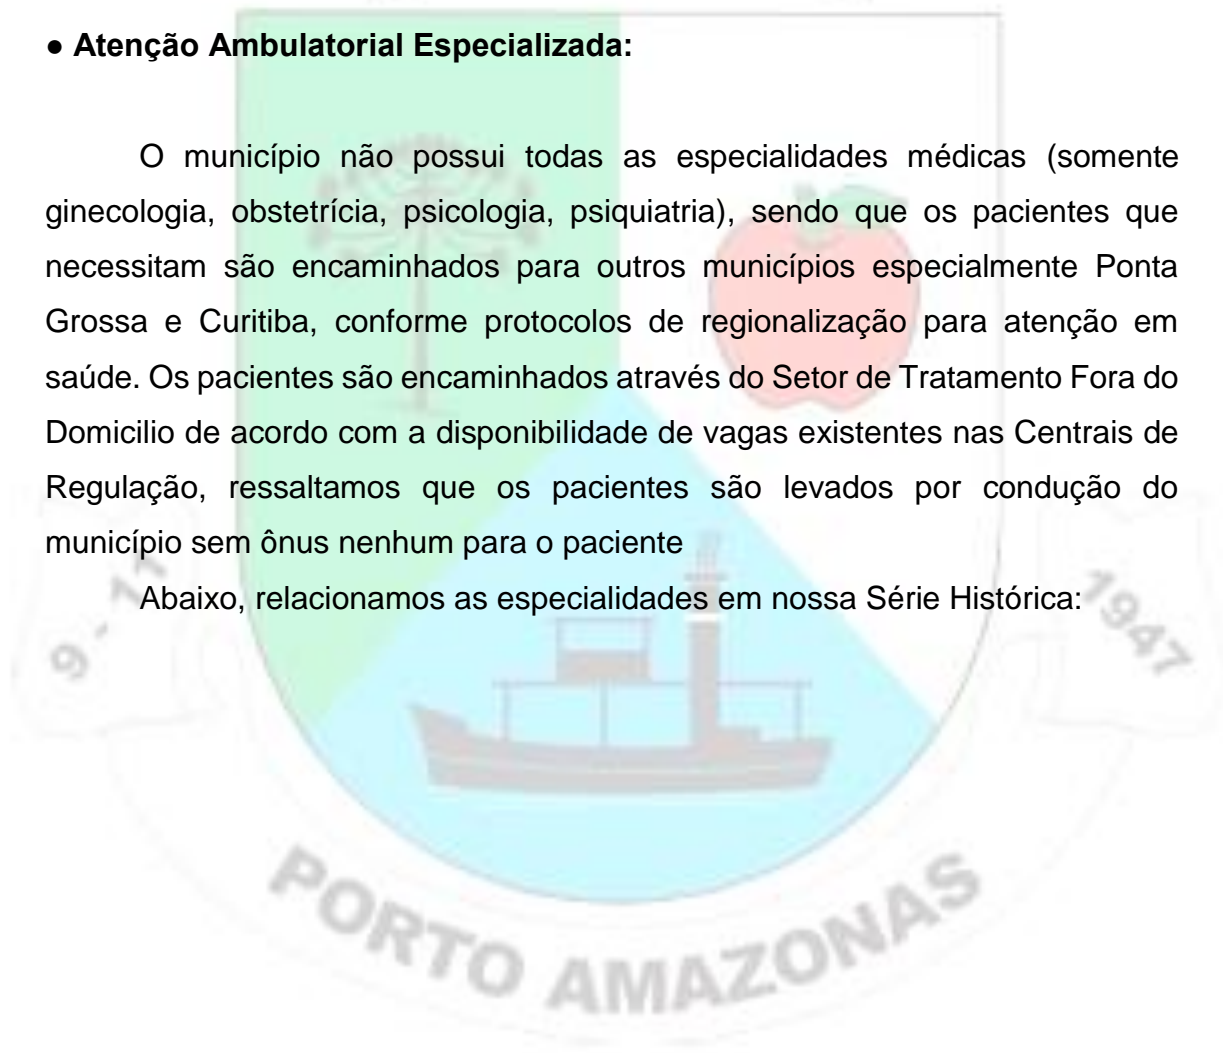 ● Atenção Ambulatorial Especializada:
O município não possui todas as especialidades médicas (somente
ginecologia, obstetrícia, psicologia, psiquiatria), sendo que os pacientes que
necessitam são encaminhados para outros municípios especialmente Ponta
Grossa e Curitiba, conforme protocolos de regionalização para atenção em
saúde. Os pacientes são encaminhados através do Setor de Tratamento Fora do
Domicilio de acordo com a disponibilidade de vagas existentes nas Centrais de
Regulação, ressaltamos que os pacientes são levados por condução do
município sem ônus nenhum para o paciente
Abaixo, relacionamos as especialidades em nossa Série Histórica:
9 - 11
1947
PORTO AMAZONAS